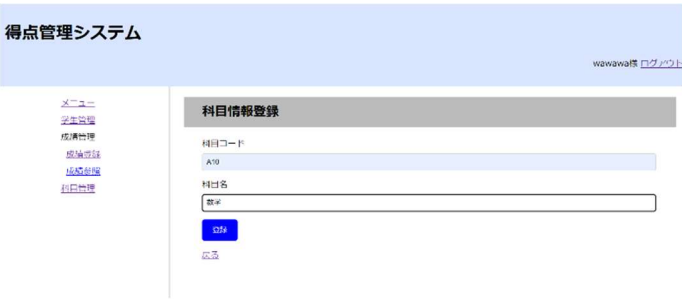 得点管理システム
wawawa様 ログアウト
メニュー
学生管理
成績管理
成績登録
成績参照
科目管理
科目情報登録
科目コード
A10
科目名
数学
登録
戻る